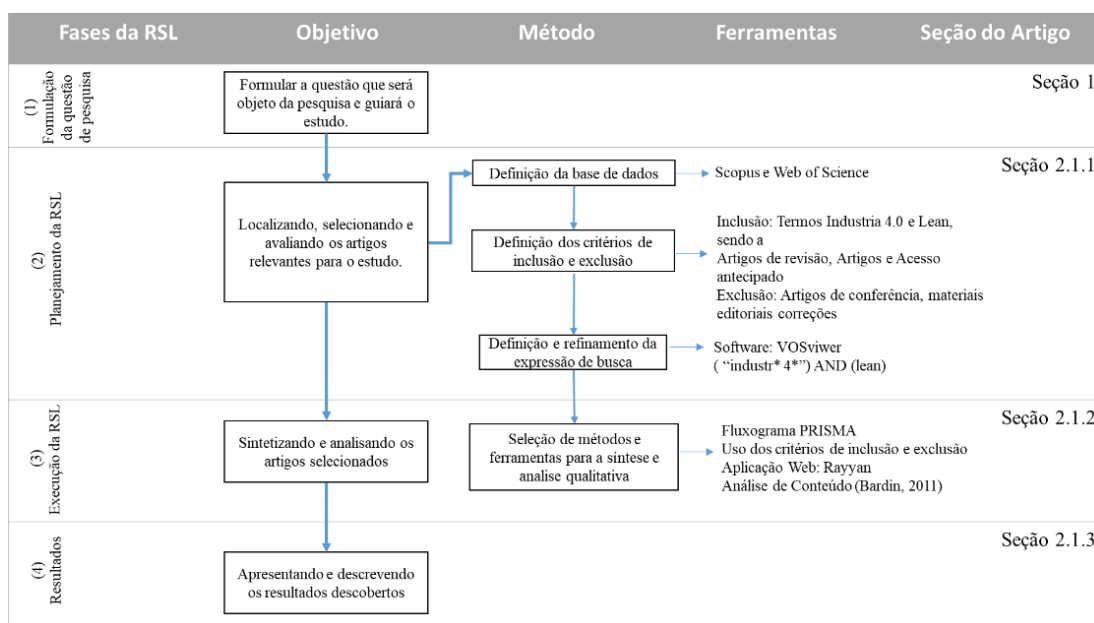 Fases da RSL
Objetivo
Método
Ferramentas
Seção do Artigo
(1)
Formulação
da questão
de pesquisa
Formular a questão que será
objeto da pesquisa e guiará o
estudo.
Seção 1
(2)
Planejamento da RSL
Localizando, selecionando e
avaliando os artigos
relevantes para o estudo.
Definição da base de dados
Scopus e Web of Science
Seção 2.1.1
Definição dos critérios de
inclusão e exclusão
Inclusão: Termos Industria 4.0 e Lean,
sendo a
Artigos de revisão, Artigos e Acesso
antecipado
Exclusão: Artigos de conferência, materiais
editoriais correções
Definição e refinamento da
expressão de busca
Software: VOSviwer
( “industr* 4*”) AND (lean)
(3)
Execução da RSL
Sintetizando e analisando os
artigos selecionados
Seleção de métodos e
ferramentas para a síntese e
analise qualitativa
Fluxograma PRISMA
Uso dos critérios de inclusão e exclusão
Aplicação Web: Rayyan
Análise de Conteúdo (Bardin, 2011)
Seção 2.1.2
(4)
Resultados
Apresentando e descrevendo
os resultados descobertos
Seção 2.1.3